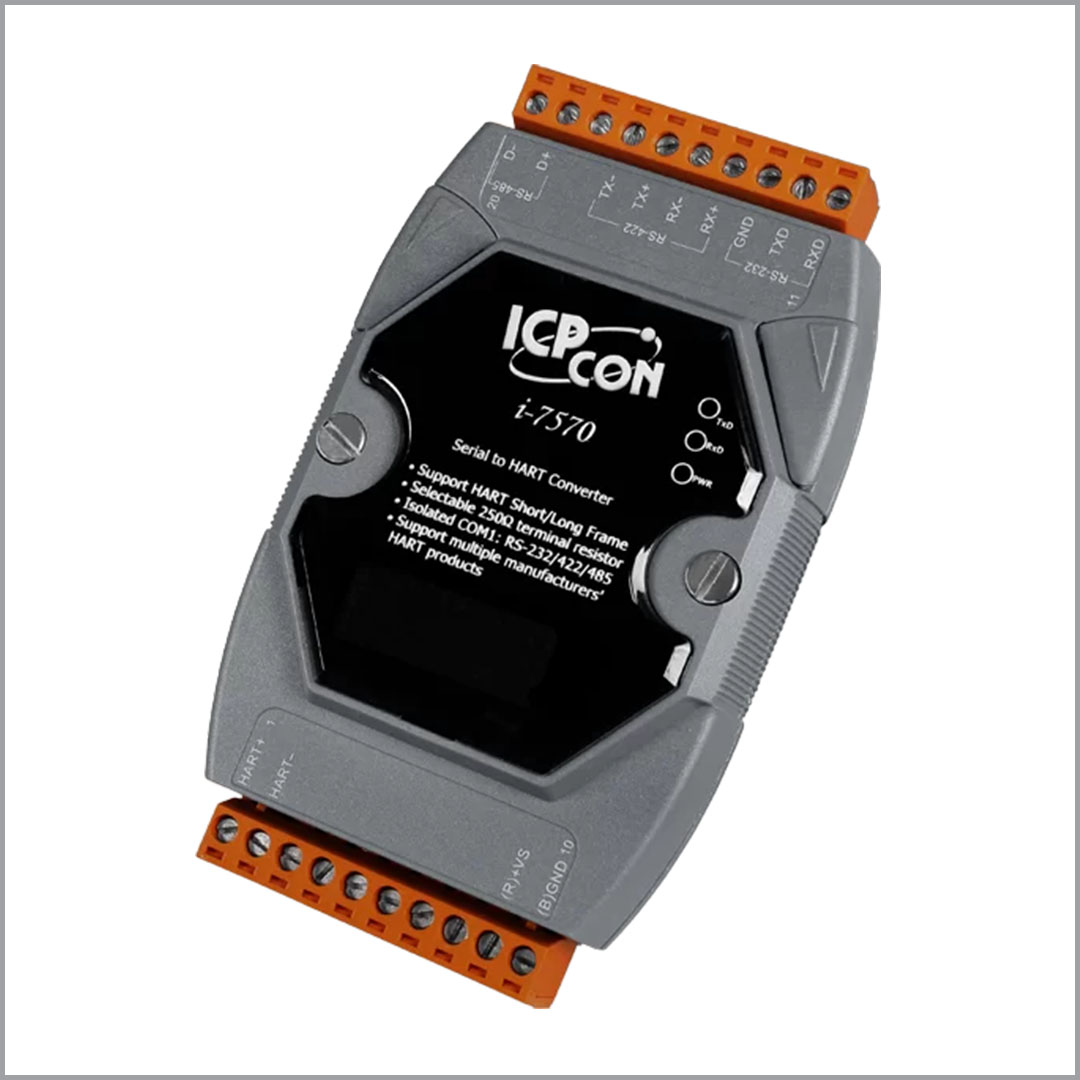 D- D+ TX- TX+ RX- RX+ GND TXD RXD
20 RS-485 RS-422 RS-232 11
ICP
CON
i-7570
TxD
RxD
PWR
Serial to HART Converter
• Support HART Short/Long Frame
• Selectable 250Ω terminal resistor
• Isolated COM1: RS-232/422/485
• Support multiple manufacturers'
HART products
HART+ 1
HART-
(R)+VS
(B)GND 10